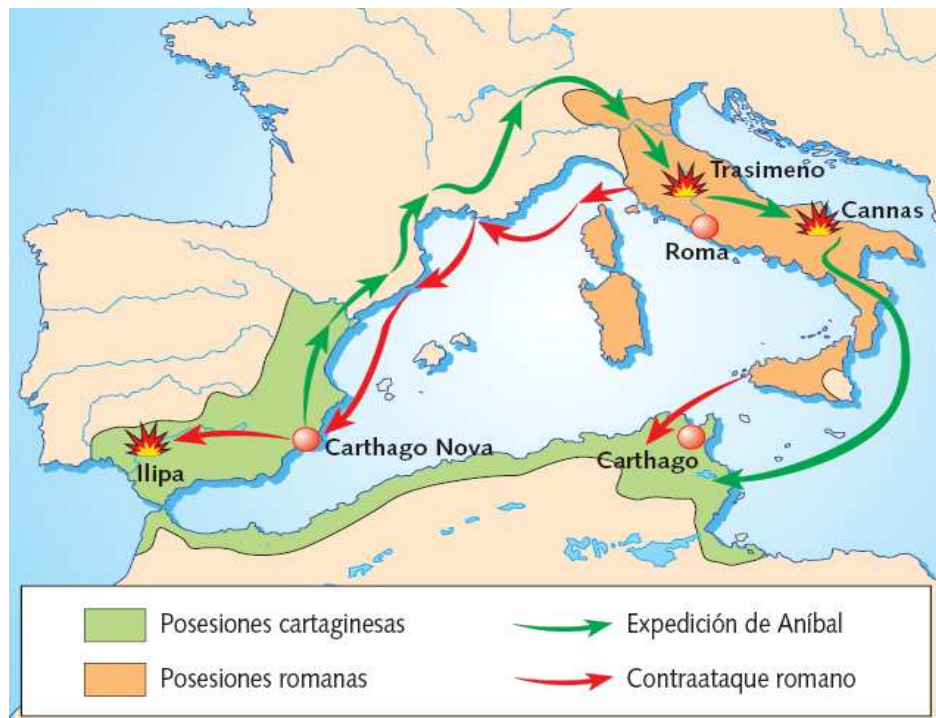 Trasimeno
Cannas
Roma
Carthago Nova
Carthago
Ilipa
Posesiones cartaginesas
Expedición de Aníbal
Posesiones romanas
Contraataque romano